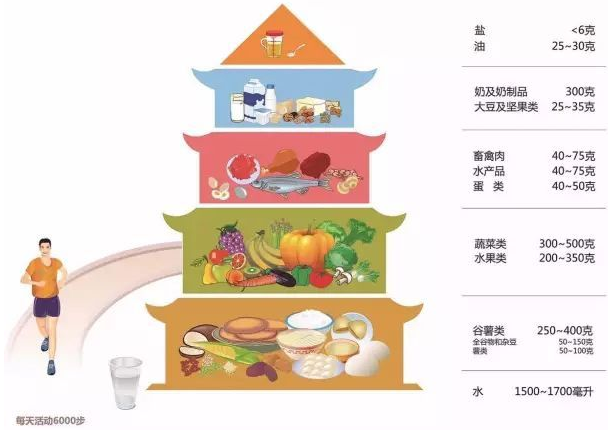 盐 <6克
油 25~30克
奶及奶制品 300克
大豆及坚果类 25~35克
畜禽肉 40~75克
水产品 40~75克
蛋 类 40~50克
蔬菜类 300~500克
水果类 200~350克
谷薯类 250~400克
全谷物和杂豆 50~150克
薯类 50~100克
水 1500~1700毫升
每天活动6000步